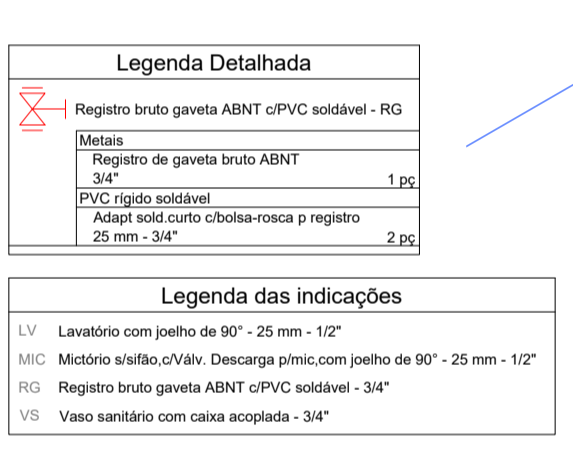 Legenda Detalhada
Registro bruto gaveta ABNT c/PVC soldável - RG
Metais
Registro de gaveta bruto ABNT
3/4" 1 pç
PVC rígido soldável
Adapt sold.curto c/bolsa-rosca p registro
25 mm - 3/4" 2 pç
Legenda das indicações
LV Lavatório com joelho de 90° - 25 mm - 1/2"
MIC Mictório s/sifão,c/Válv. Descarga p/mic,com joelho de 90° - 25 mm - 1/2"
RG Registro bruto gaveta ABNT c/PVC soldável - 3/4"
VS Vaso sanitário com caixa acoplada - 3/4"